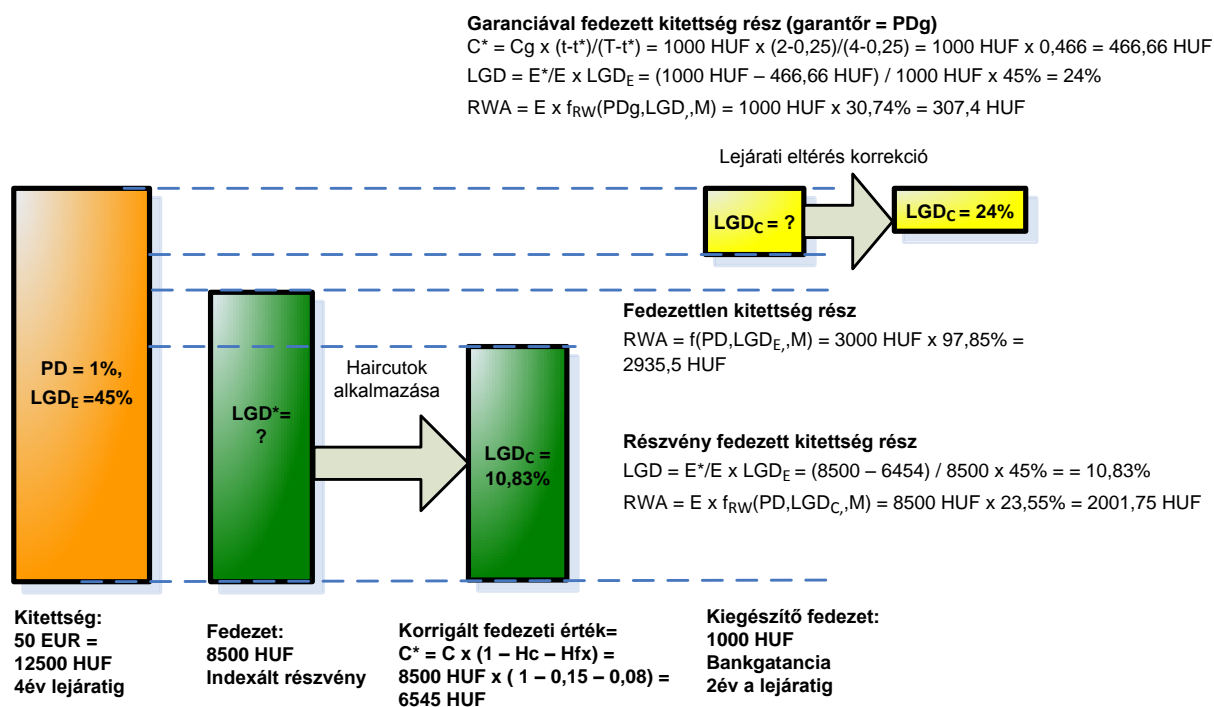 Garanciával fedezett kitettség rész (garantőr = PDg)
C* = Cg x (t-t*)/(T-t*) = 1000 HUF x (2-0,25)/(4-0,25) = 1000 HUF x 0,466 = 466,66 HUF
LGD = E*/E x LGDE = (1000 HUF – 466,66 HUF) / 1000 HUF x 45% = 24%
RWA = E x fRW(PDg,LGD,,M) = 1000 HUF x 30,74% = 307,4 HUF
Lejárati eltérés korrekció
LGDC = ?
LGDC = 24%
PD = 1%,
LGDE =45%
LGD*=
?
Haircutok
alkalmazása
LGDC =
10,83%
Fedezettlen kitettség rész
RWA = f(PD,LGDE,,M) = 3000 HUF x 97,85% =
2935,5 HUF
Részvény fedezett kitettség rész
LGD = E*/E x LGDE = (8500 – 6454) / 8500 x 45% = = 10,83%
RWA = E x fRW(PD,LGDC,,M) = 8500 HUF x 23,55% = 2001,75 HUF
Kitettség:
50 EUR =
12500 HUF
4év lejáratig
Fedezet:
8500 HUF
Indexált részvény
Korrigált fedezeti érték=
C* = C x (1 – Hc – Hfx) =
8500 HUF x ( 1 – 0,15 – 0,08) =
6545 HUF
Kiegészítő fedezet:
1000 HUF
Bankgatancia
2év a lejáratig